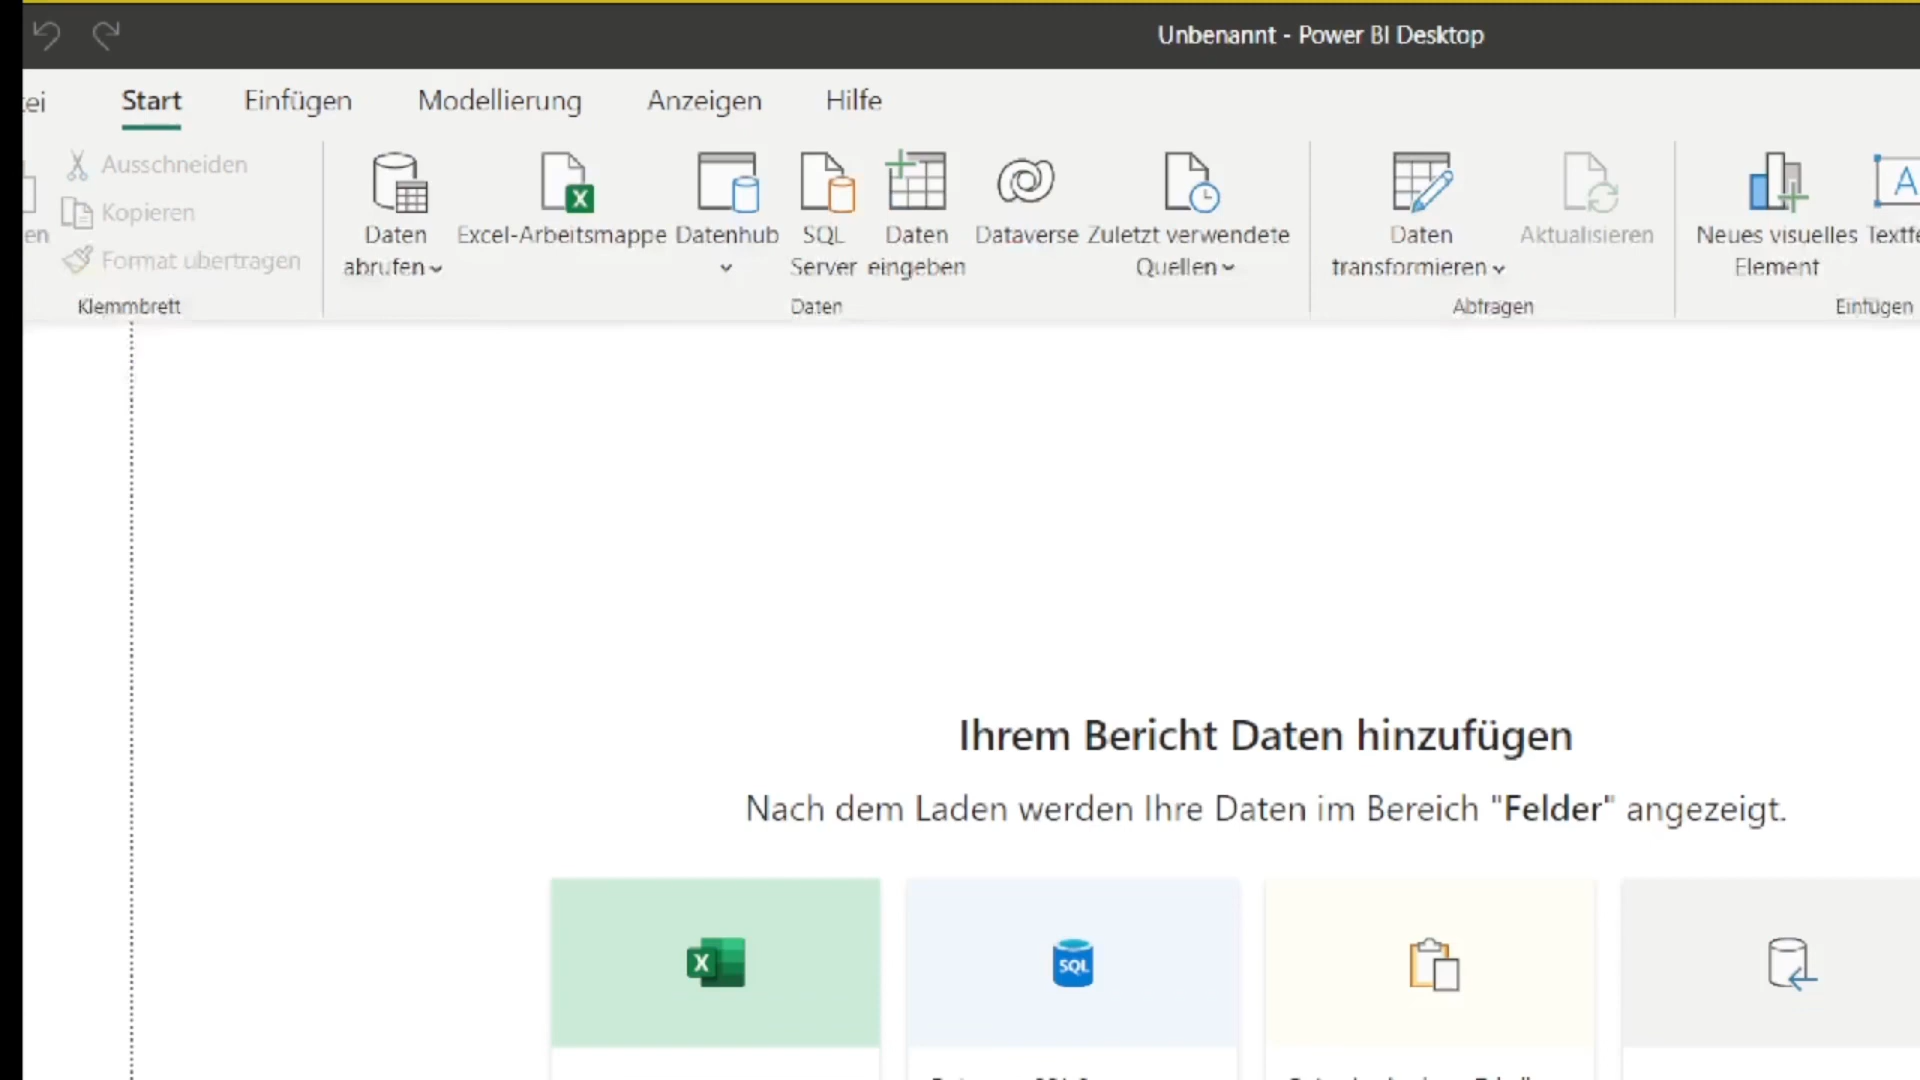 Unbenannt - Power BI Desktop
Start Einfügen Modellierung Anzeigen Hilfe
Ausschneiden
Kopieren
Format übertragen
Klemmbrett
Daten abrufen
Excel-Arbeitsmappe
Datenhub
SQL Server
Daten eingeben
Dataverse
Zuletzt verwendete Quellen
Daten
Daten transformieren
Aktualisieren
Abfragen
Neues visuelles Element
Einfügen
A
Ihrem Bericht Daten hinzufügen
Nach dem Laden werden Ihre Daten im Bereich "Felder" angezeigt.
X
SQL